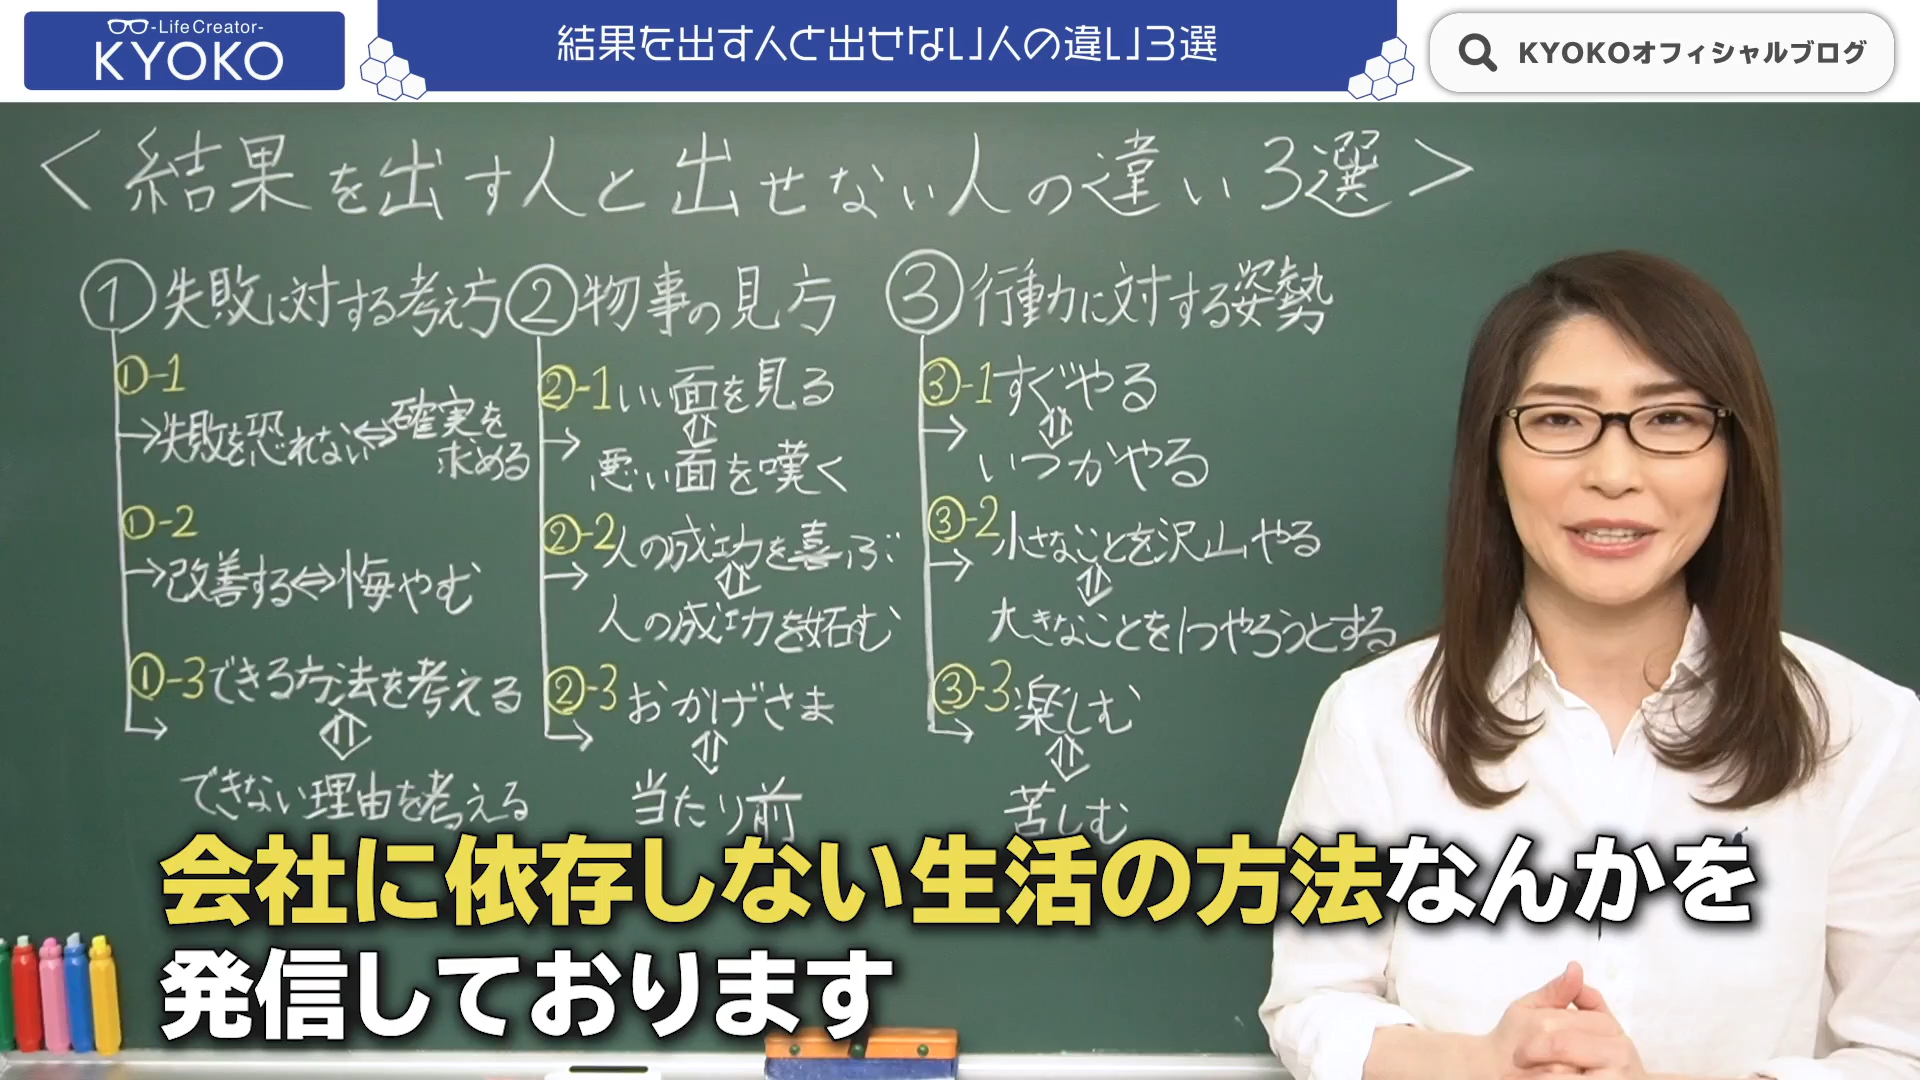 -Life Creator-
KYOKO
結果を出す人と出せない人の違い3選
KYOKOオフィシャルブログ
<結果を出す人と出せない人の違い3選>
①失敗に対する考え方
①-1
→失敗を恐れない⇔確実を
求める
①-2
→改善する⇔悔やむ
①-3できる方法を考える
⇔
できない理由を考える
②物事の見方
②-1いい面を見る
⇔
悪い面を嘆く
②-2人の成功を喜ぶ
⇔
人の成功を妬む
②-3おかげさま
⇔
当たり前
③行動に対する姿勢
③-1すぐやる
⇔
いつかやる
③-2小さなことを沢山やる
⇔
大きなことを1つやろうとする
③-3楽しむ
⇔
苦しむ
会社に依存しない生活の方法なんかを
発信しております